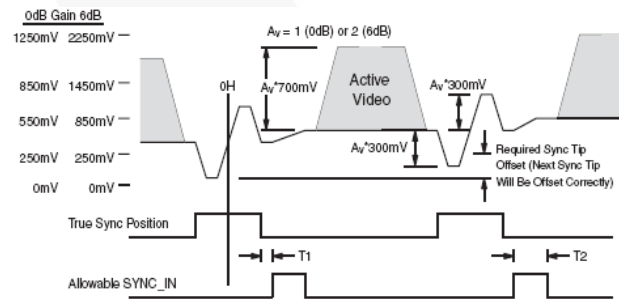 0dB Gain 6dB
1250mV 2250mV
Av = 1 (0dB) or 2 (6dB)
850mV 1450mV
0H
Av*700mV
Active
Video
Av*300mV
550mV 850mV
250mV 250mV
Av*300mV
Required Sync Tip
Offset (Next Sync Tip
Will Be Offset Correctly)
0mV 0mV
True Sync Position
T1
T2
Allowable SYNC_IN